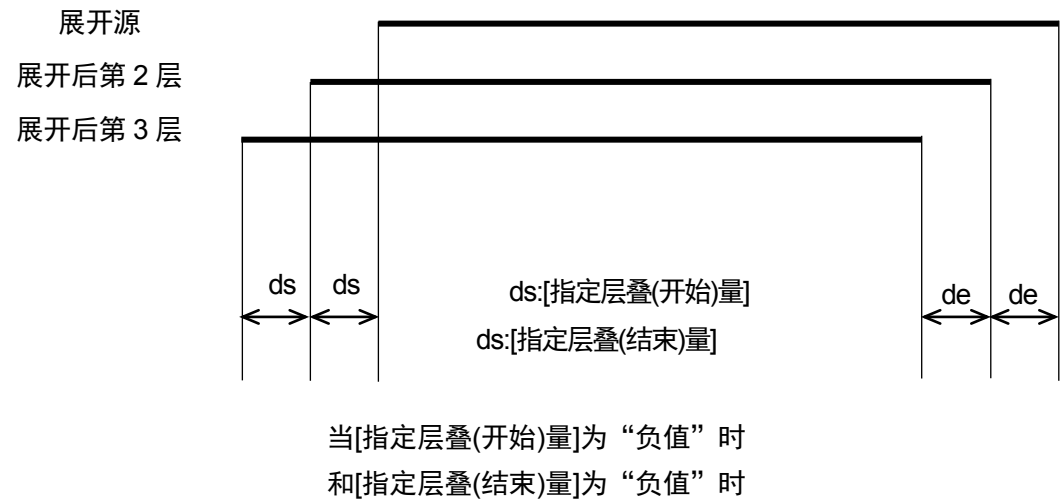 展开源
展开后第 2 层
展开后第 3 层
ds ds de de
ds:[指定层叠(开始)量]
ds:[指定层叠(结束)量]
当[指定层叠(开始)量]为“负值”时
和[指定层叠(结束)量]为“负值”时